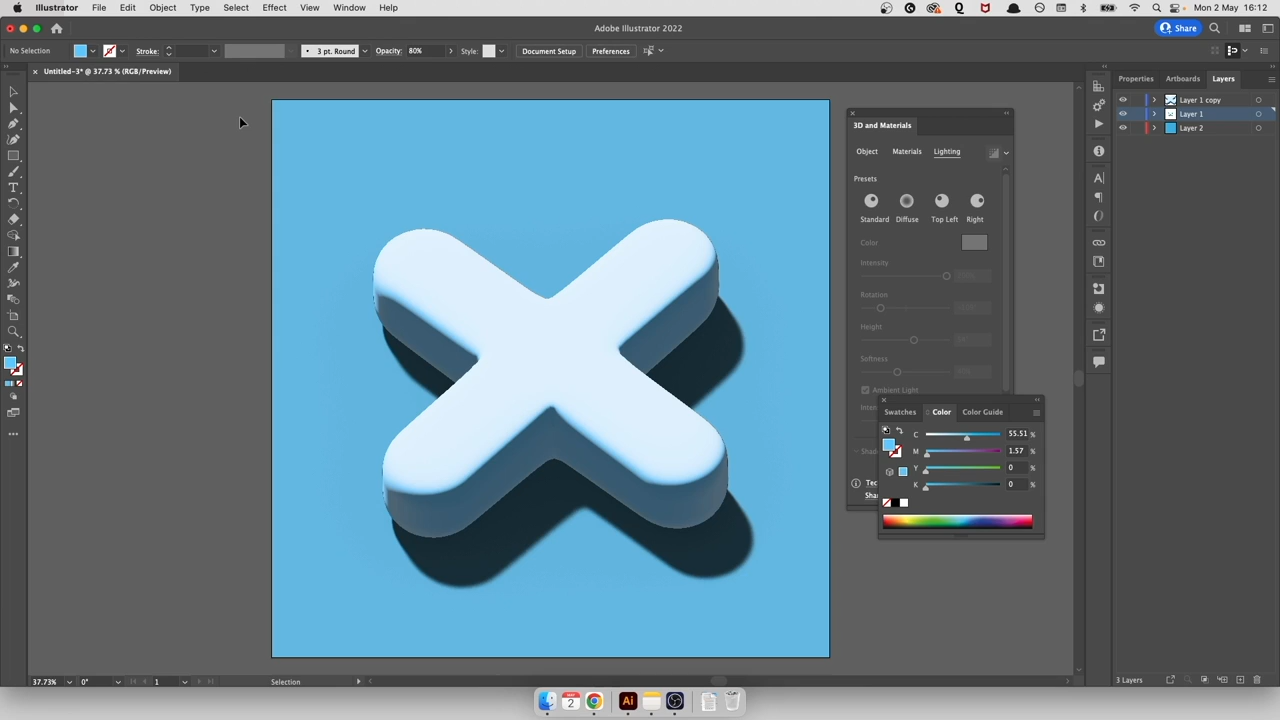 Illustrator File Edit Object Type Select Effect View Window Help Mon 2 May 16:12
Adobe Illustrator 2022 Share
No Selection Stroke: 3 pt. Round Opacity: 80% Style: Document Setup Preferences
× Untitled-3* @ 37.73 % (RGB/Preview)
Properties Artboards Layers
Layer 1 copy
Layer 1
Layer 2
3D and Materials
Object Materials Lighting
Presets
Standard Diffuse Top Left Right
Color
Intensity
Rotation
Height
Softness
Ambient Light
Swatches Color Color Guide
C 55.51 %
M 1.57 %
Y 0 %
K 0 %
37.73% 0° 1 Selection
3 Layers
MAY
2
Ai